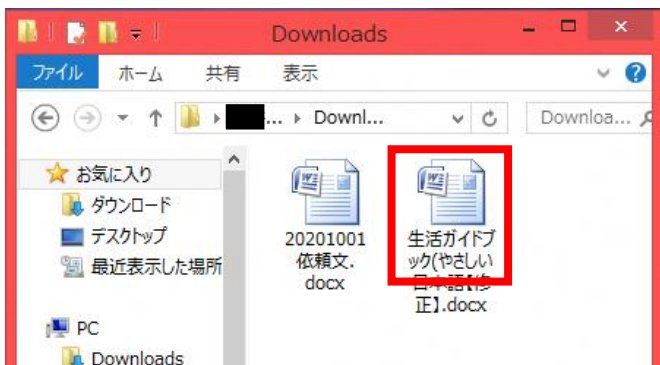 Downloads
ファイル ホーム 共有 表示
... Downl... Downloa...
お気に入り
ダウンロード
デスクトップ
最近表示した場所
PC
Downloads
20201001
依頼文.
docx
生活ガイドブ
ック(やさしい
日本語【修
正】.docx